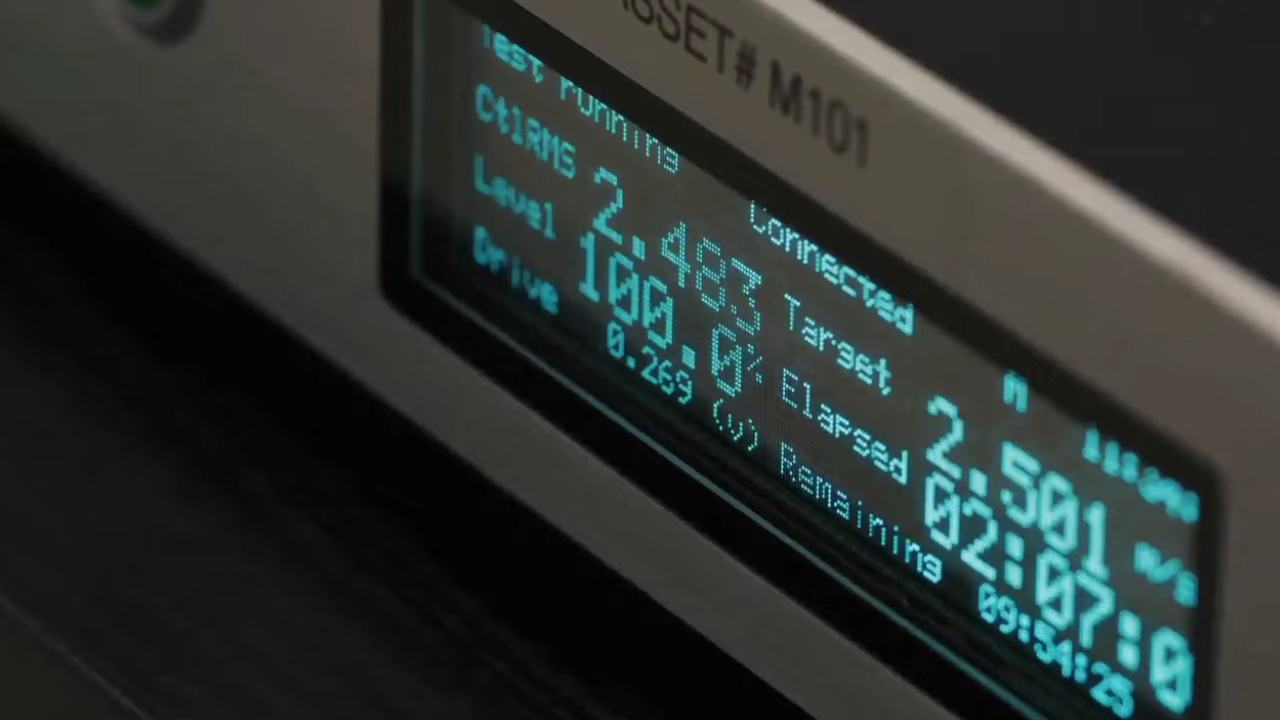 ASSET# M101
Test running Connected
CtlRMS 2.483 Target 2.501
Level 100.0% Elapsed 02:07:0
Drive 0.269 (v) Remaining 09:54:25